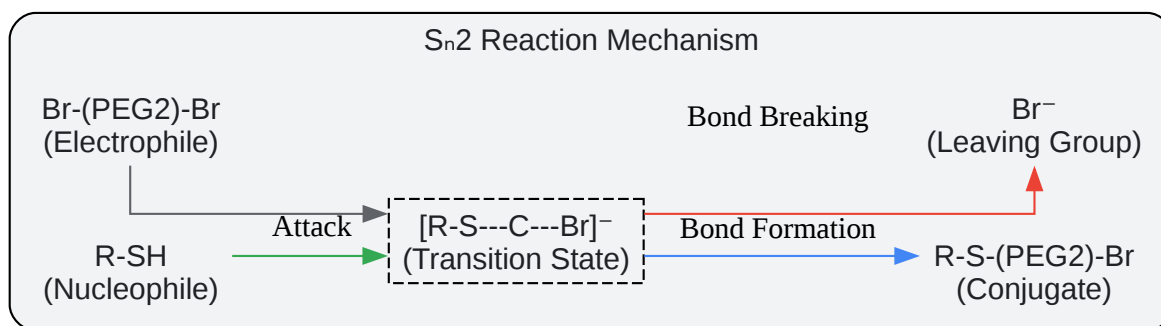 Sₙ2 Reaction Mechanism
Br-(PEG2)-Br
(Electrophile)
Bond Breaking
Br⁻
(Leaving Group)
Attack
[R-S---C---Br]⁻
(Transition State)
Bond Formation
R-SH
(Nucleophile)
R-S-(PEG2)-Br
(Conjugate)